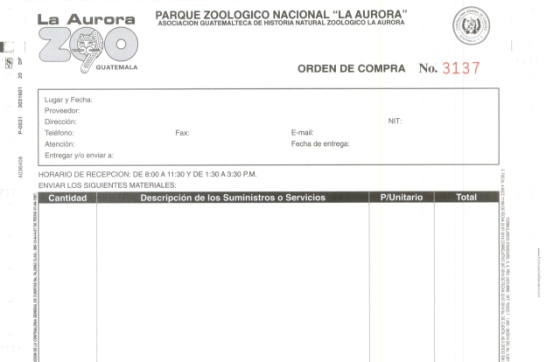 La Aurora
ZOO
GUATEMALA
PARQUE ZOOLOGICO NACIONAL “LA AURORA”
ASOCIACION GUATEMALTECA DE HISTORIA NATURAL ZOOLOGICO LA AURORA
ORDEN DE COMPRA No. 3137
Lugar y Fecha:
Proveedor:
Dirección: NIT:
Teléfono: Fax: E-mail:
Atención: Fecha de entrega:
Entregar y/o enviar a:
HORARIO DE RECEPCION: DE 8:00 A 11:30 Y DE 1:30 A 3:30 P.M.
ENVIAR LOS SIGUIENTES MATERIALES:
Cantidad Descripción de los Suministros o Servicios P/Unitario Total